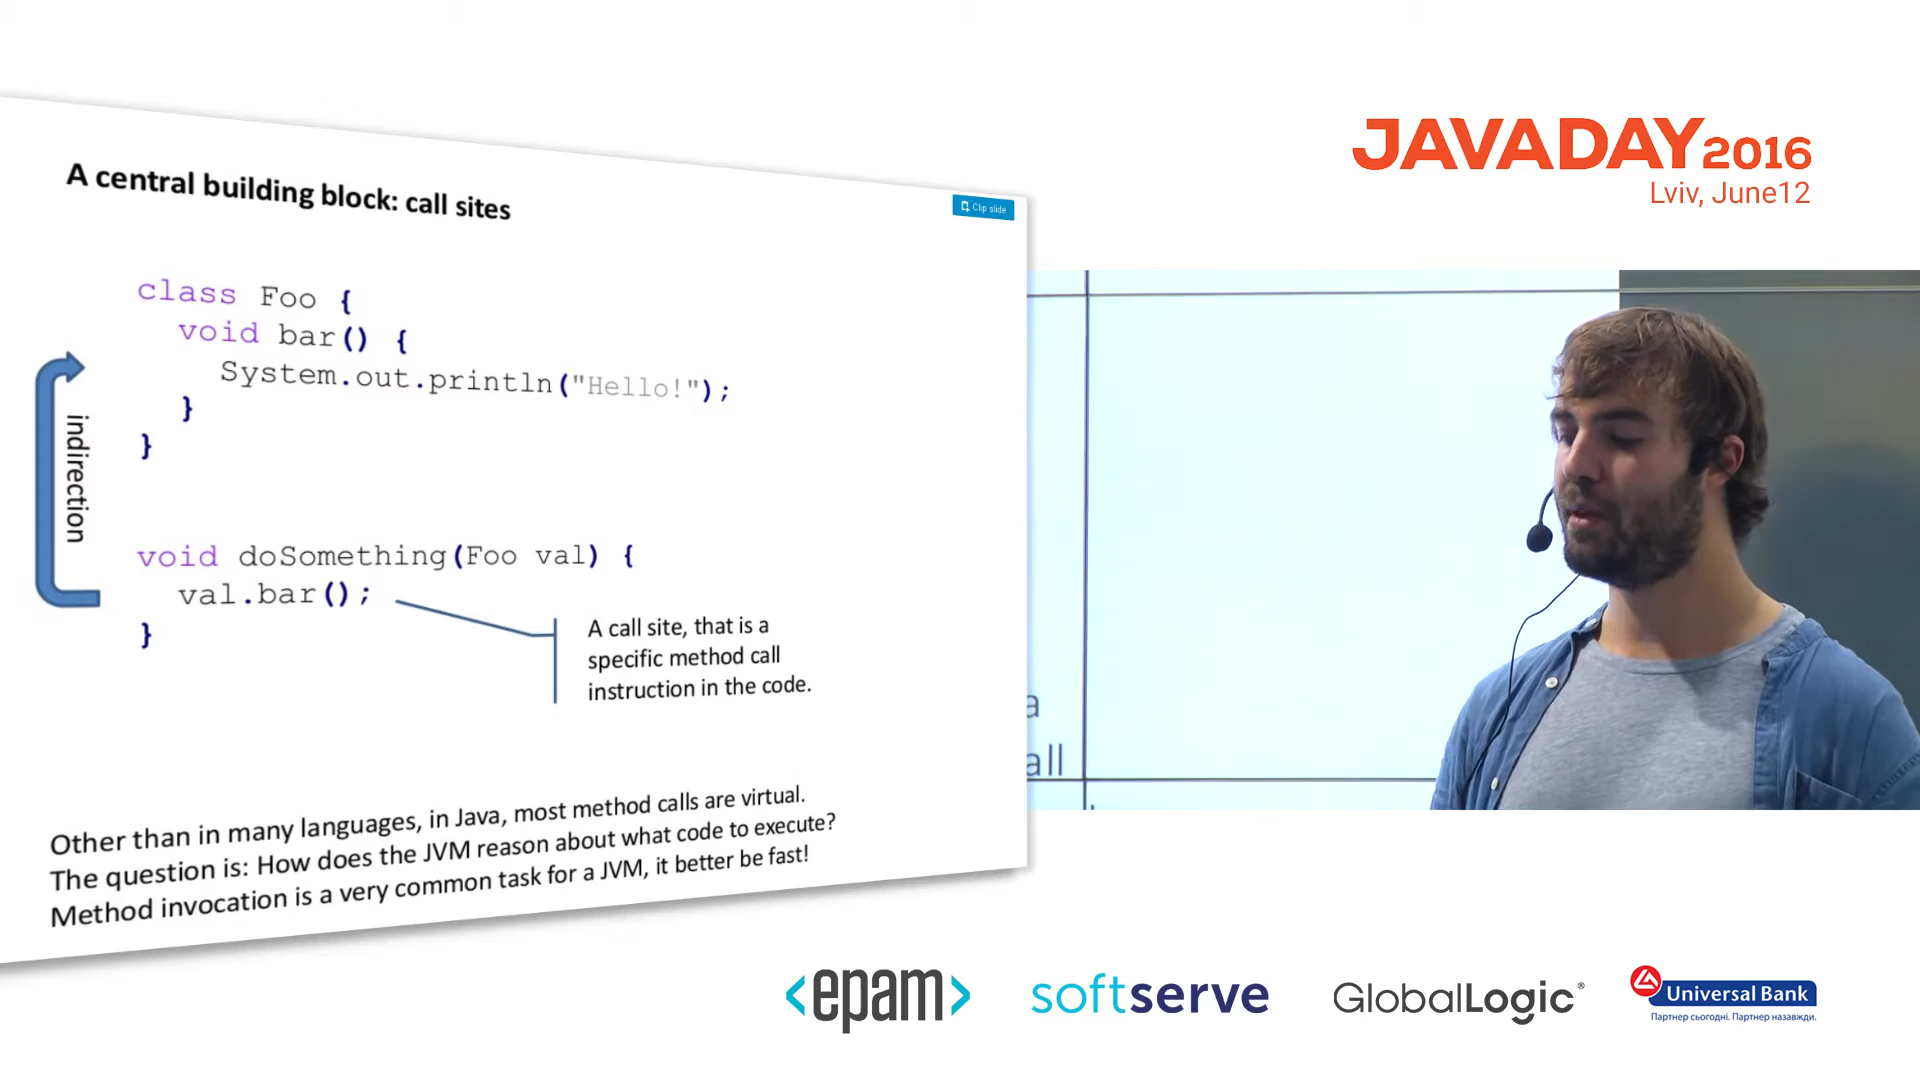 A central building block: call sites
Clip slide
class Foo {
void bar() {
System.out.println("Hello!");
}
}
indirection
void doSomething(Foo val) {
val.bar();
}
A call site, that is a
specific method call
instruction in the code.
Other than in many languages, in Java, most method calls are virtual.
The question is: How does the JVM reason about what code to execute?
Method invocation is a very common task for a JVM, it better be fast!
JAVADAY 2016
Lviv, June12
a
all
<epam>
softserve
GlobalLogic®
Universal Bank
Партнер сьогодні. Партнер назавжди.